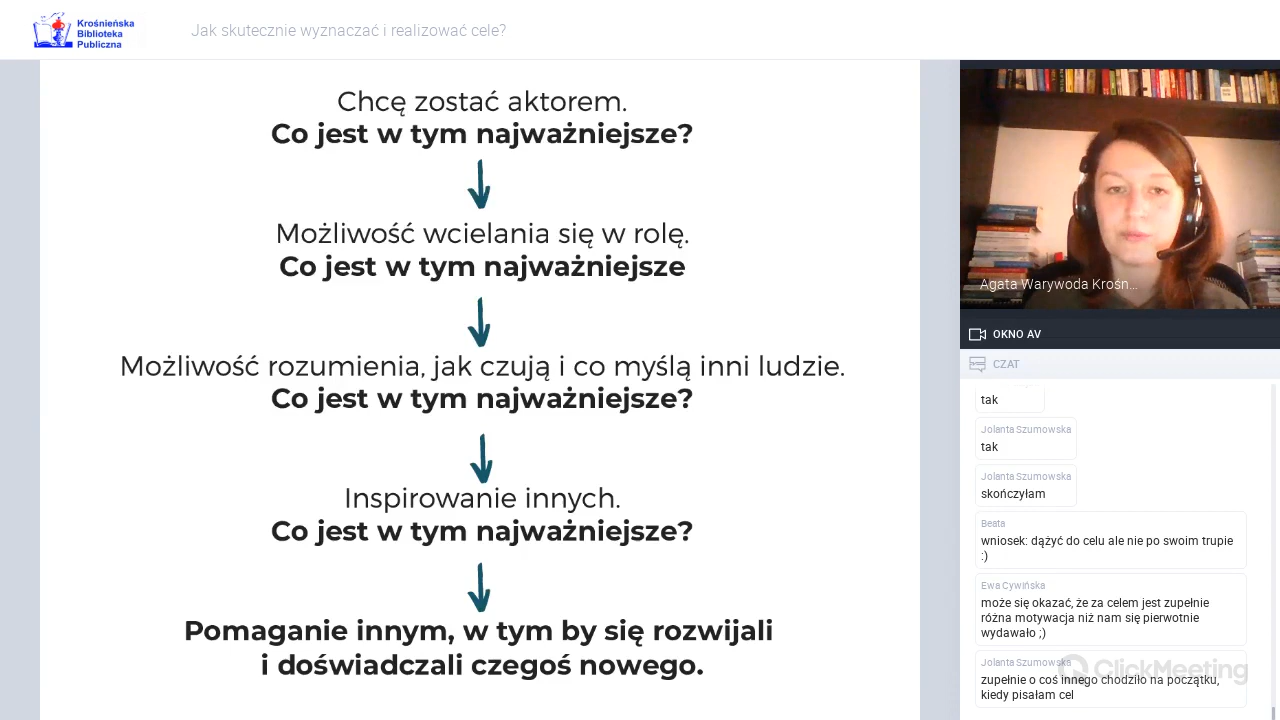 Krośnieńska
Biblioteka
Publiczna
Jak skutecznie wyznaczać i realizować cele?
Chcę zostać aktorem.
Co jest w tym najważniejsze?
Możliwość wcielania się w rolę.
Co jest w tym najważniejsze
Możliwość rozumienia, jak czują i co myślą inni ludzie.
Co jest w tym najważniejsze?
Inspirowanie innych.
Co jest w tym najważniejsze?
Pomaganie innym, w tym by się rozwijali
i doświadczali czegoś nowego.
Agata Warywoda Krośn...
OKNO AV
CZAT
tak
Jolanta Szumowska
tak
Jolanta Szumowska
skończyłam
Beata
wniosek: dążyć do celu ale nie po swoim trupie
:)
Ewa Cywińska
może się okazać, że za celem jest zupełnie
różna motywacja niż nam się pierwotnie
wydawało ;)
Jolanta Szumowska
zupełnie o coś innego chodziło na początku,
kiedy pisałam cel
ClickMeeting